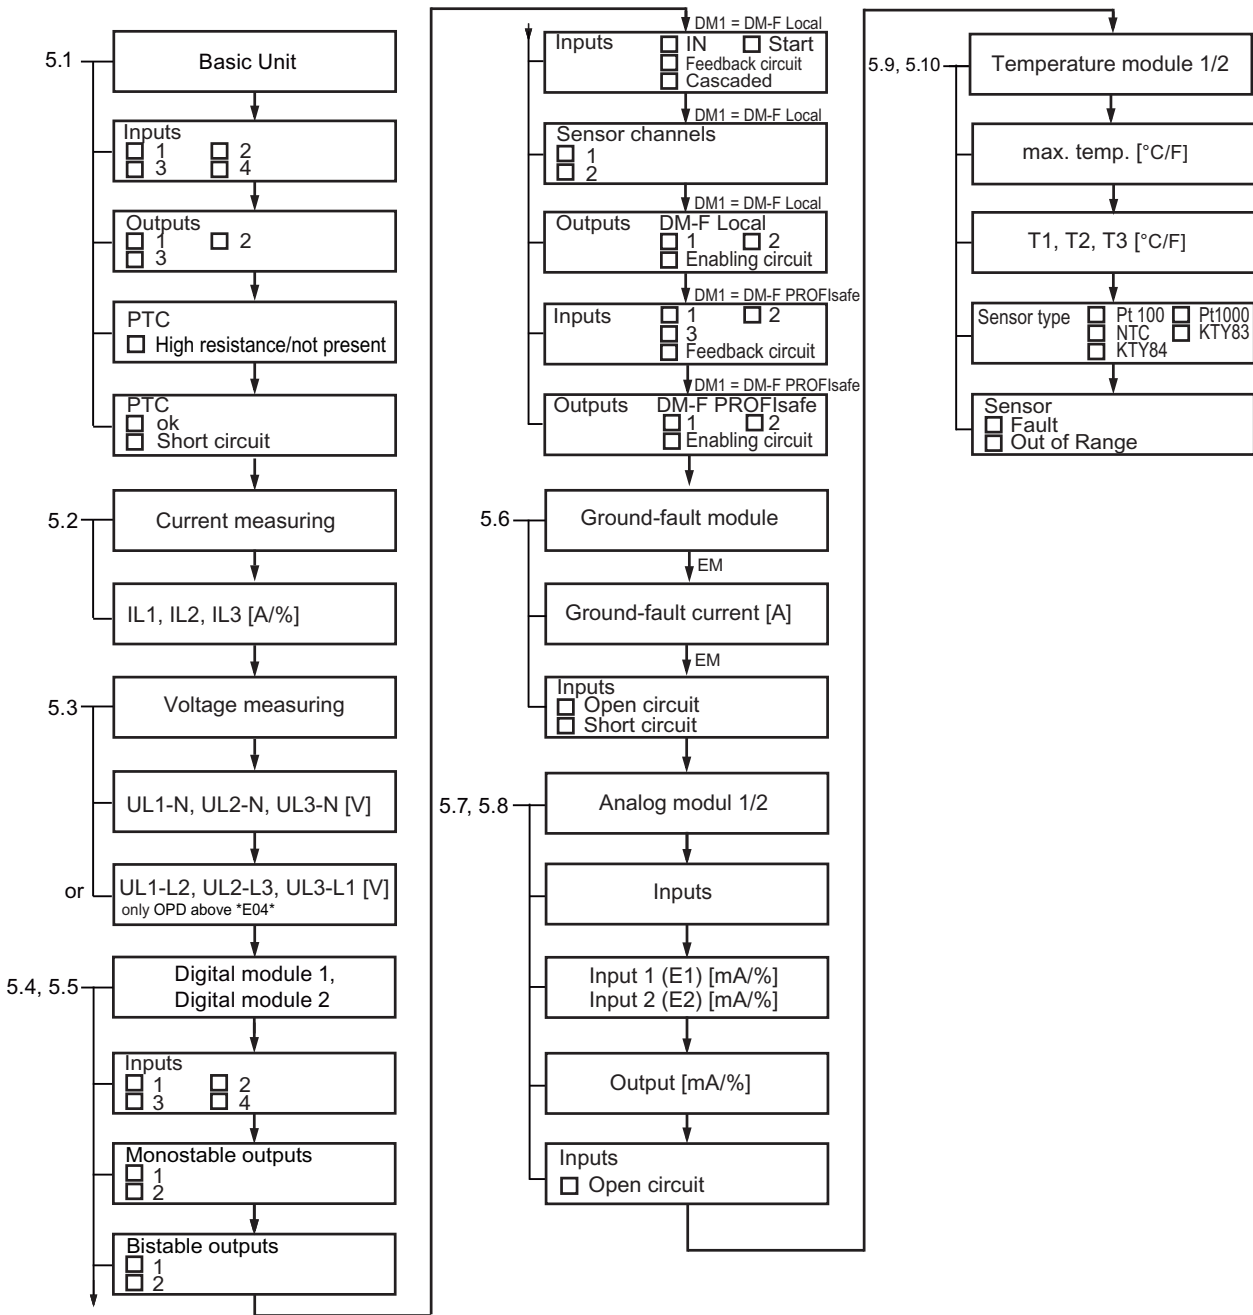 5.1
Basic Unit
Inputs
1 2
3 4
Outputs
1 2
3
PTC
High resistance/not present
PTC
ok
Short circuit
5.2
Current measuring
IL1, IL2, IL3 [A/%]
5.3
Voltage measuring
UL1-N, UL2-N, UL3-N [V]
or
UL1-L2, UL2-L3, UL3-L1 [V]
only OPD above *E04*
5.4, 5.5
Digital module 1,
Digital module 2
Inputs
1 2
3 4
Monostable outputs
1
2
Bistable outputs
1
2
DM1 = DM-F Local
Inputs IN Start
Feedback circuit
Cascaded
DM1 = DM-F Local
Sensor channels
1
2
DM1 = DM-F Local
Outputs DM-F Local
1 2
Enabling circuit
DM1 = DM-F PROFIsafe
Inputs 1 2
3
Feedback circuit
DM1 = DM-F PROFIsafe
Outputs DM-F PROFIsafe
1 2
Enabling circuit
5.6
Ground-fault module
EM
Ground-fault current [A]
EM
Inputs
Open circuit
Short circuit
5.7, 5.8
Analog modul 1/2
Inputs
Input 1 (E1) [mA/%]
Input 2 (E2) [mA/%]
Output [mA/%]
Inputs
Open circuit
5.9, 5.10
Temperature module 1/2
max. temp. [°C/F]
T1, T2, T3 [°C/F]
Sensor type Pt 100 Pt1000
NTC KTY83
KTY84
Sensor
Fault
Out of Range